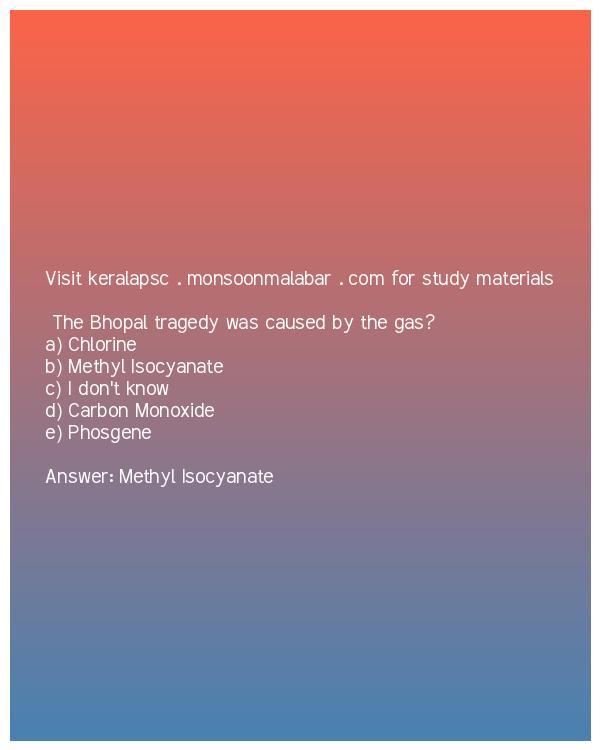 Visit keralapsc . monsoonmalabar . com for study materials
The Bhopal tragedy was caused by the gas?
a) Chlorine
b) Methyl Isocyanate
c) I don't know
d) Carbon Monoxide
e) Phosgene
Answer: Methyl Isocyanate